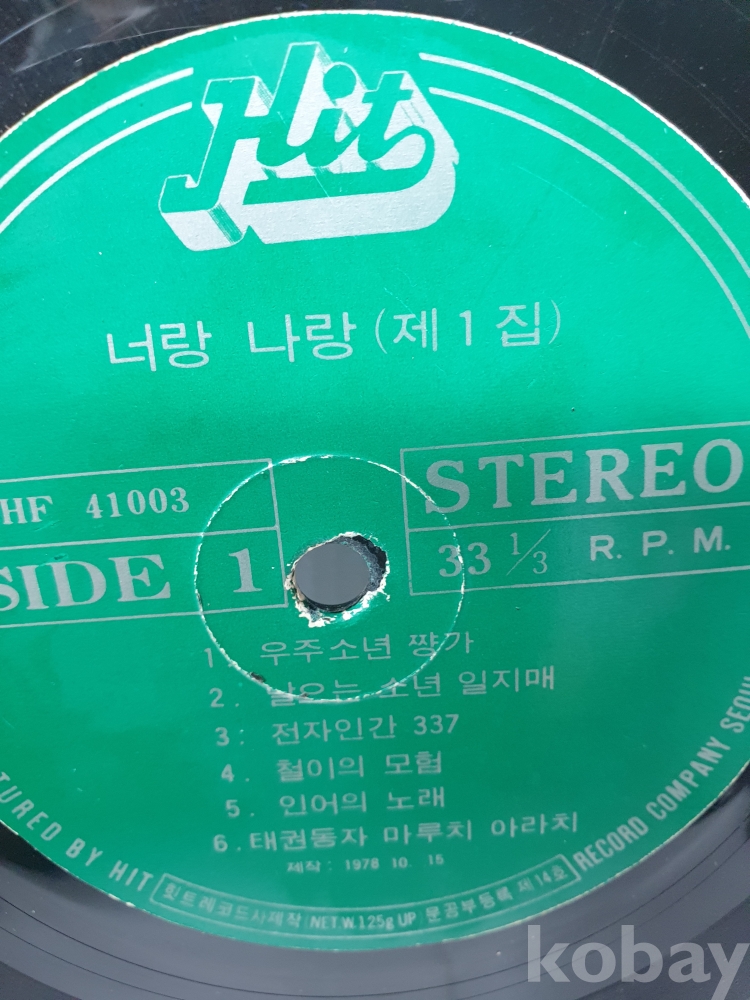 Hit
너랑 나랑 (제 1 집)
HF 41003
SIDE 1
STEREO
33 1/3 R. P. M.
1. 우주소년 짱가
2. 날으는 소년 일지매
3. 전자인간 337
4. 철이의 모험
5. 인어의 노래
6. 태권동자 마루치 아라치
제작 : 1978 10. 15
TURED BY HIT
힛트레코드사제작 NET W.125g UP 문공부등록 제 14호
RECORD COMPANY SEOUL
kobay